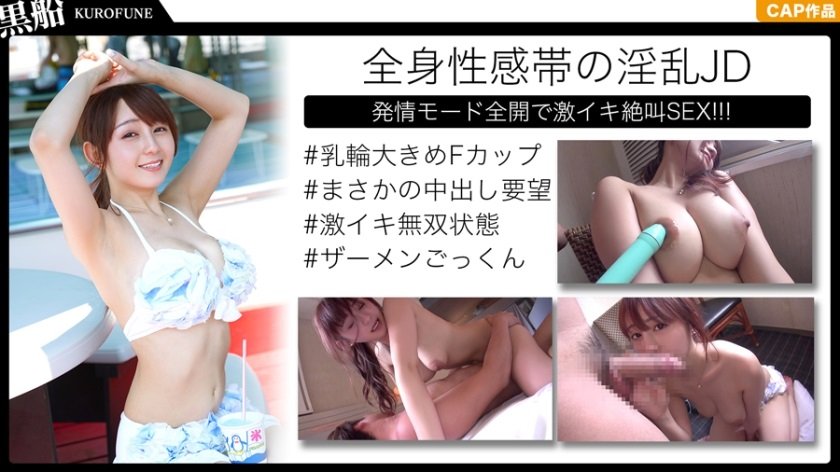 黒船 KUROFUNE
CAP作品
全身性感帯の淫乱JD
発情モード全開で激イキ絶叫SEX!!!
#乳輪大きめFカップ
#まさかの中出し要望
#激イキ無双状態
#ザーメンごっくん
氷